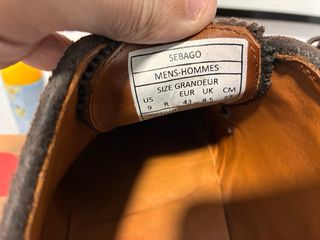 SEBAGO
MENS-HOMMES
SIZE GRANDEUR
US EUR UK CM
9 R 43 8.5